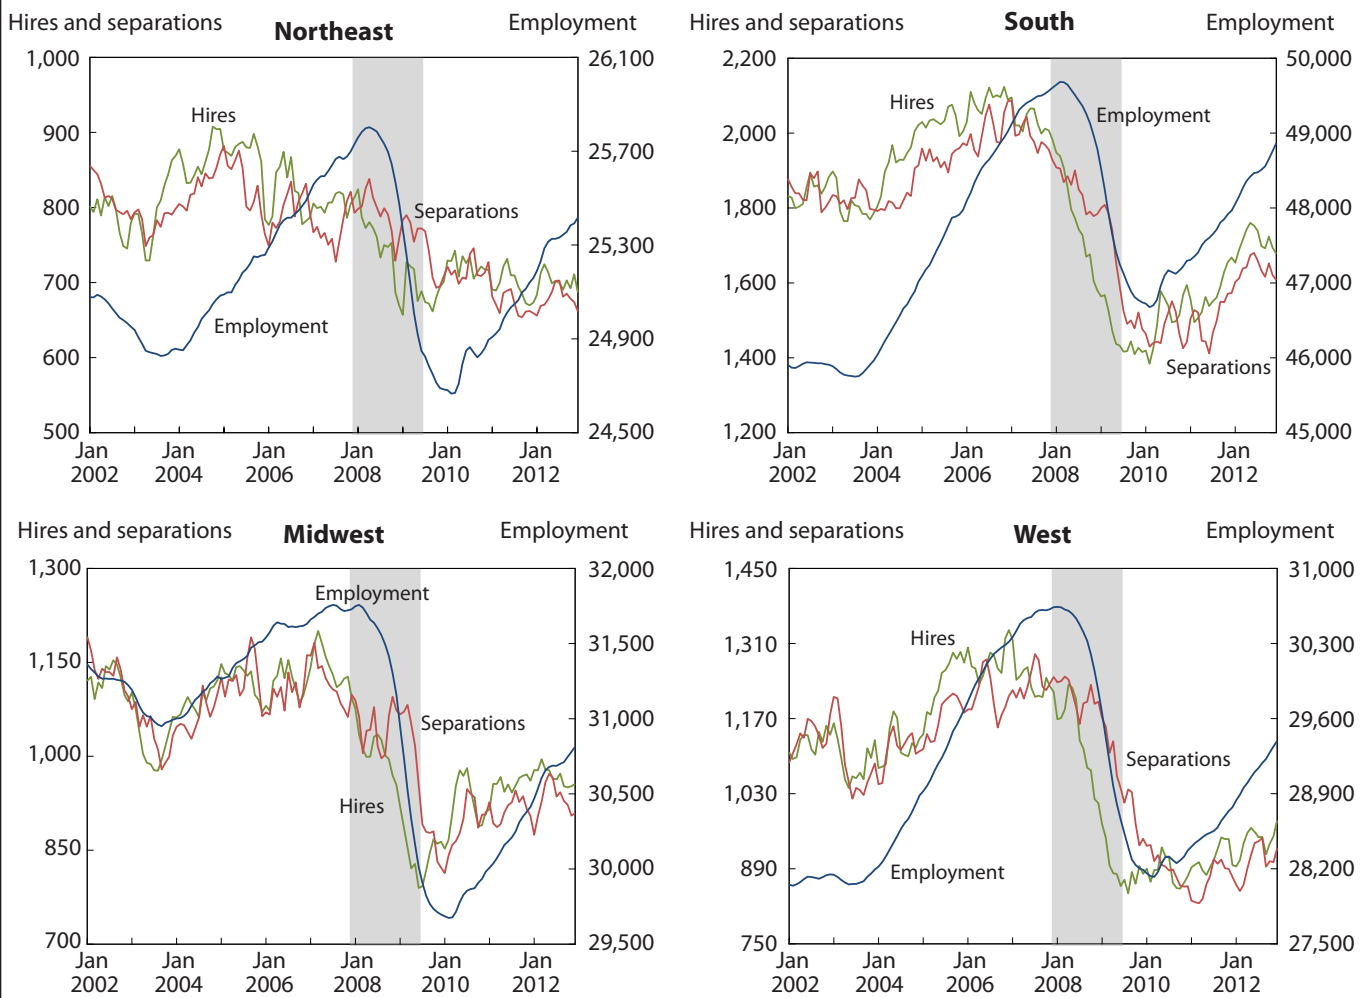 Hires and separations Northeast Employment
1,000 26,100
900 25,700
800 25,300
700 24,900
600
500 24,500
Hires
Separations
Employment
Jan Jan Jan Jan Jan Jan
2002 2004 2006 2008 2010 2012
Hires and separations South Employment
2,200 50,000
2,000 49,000
1,800 48,000
1,600 47,000
1,400 46,000
1,200 45,000
Hires
Employment
Separations
Jan Jan Jan Jan Jan Jan
2002 2004 2006 2008 2010 2012
Hires and separations Midwest Employment
1,300 32,000
1,150 31,500
1,000 31,000
850 30,500
700 30,000
29,500
Employment
Separations
Hires
Jan Jan Jan Jan Jan Jan
2002 2004 2006 2008 2010 2012
Hires and separations West Employment
1,450 31,000
1,310 30,300
1,170 29,600
1,030 28,900
890 28,200
750 27,500
Hires
Separations
Employment
Jan Jan Jan Jan Jan Jan
2002 2004 2006 2008 2010 2012